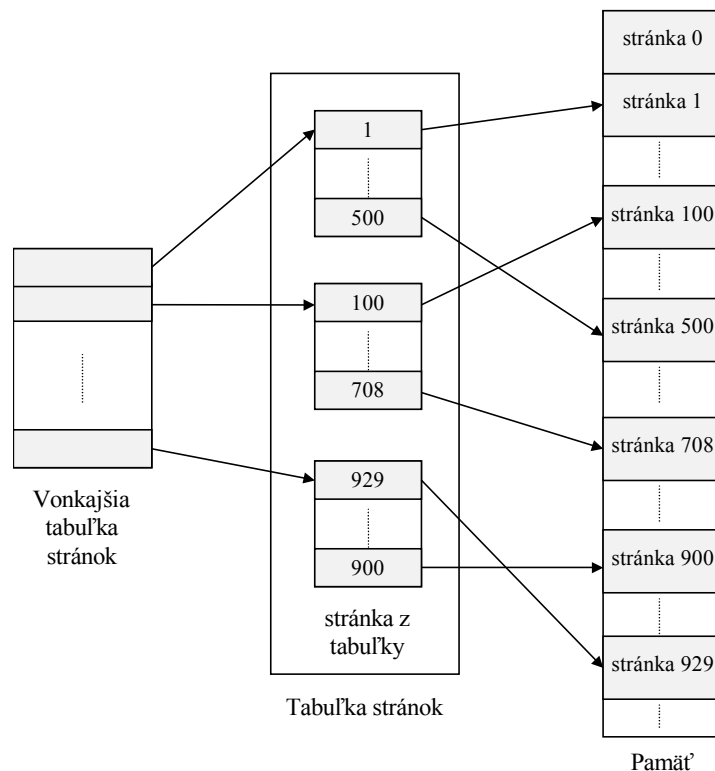 Vonkajšia
tabuľka
stránok
1
500
100
708
929
900
stránka z
tabuľky
Tabuľka stránok
stránka 0
stránka 1
stránka 100
stránka 500
stránka 708
stránka 900
stránka 929
Pamäť